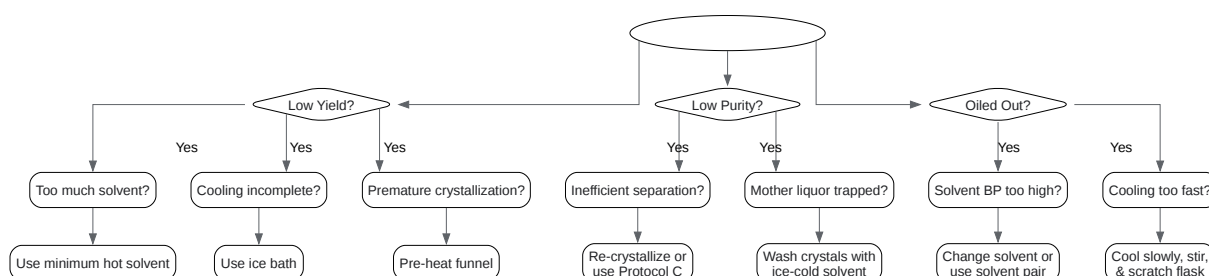 Low Yield?
Low Purity?
Oiled Out?
Yes
Yes
Yes
Yes
Yes
Yes
Yes
Too much solvent?
Cooling incomplete?
Premature crystallization?
Inefficient separation?
Mother liquor trapped?
Solvent BP too high?
Cooling too fast?
Use minimum hot solvent
Use ice bath
Pre-heat funnel
Re-crystallize or
use Protocol C
Wash crystals with
ice-cold solvent
Change solvent or
use solvent pair
Cool slowly, stir,
& scratch flask